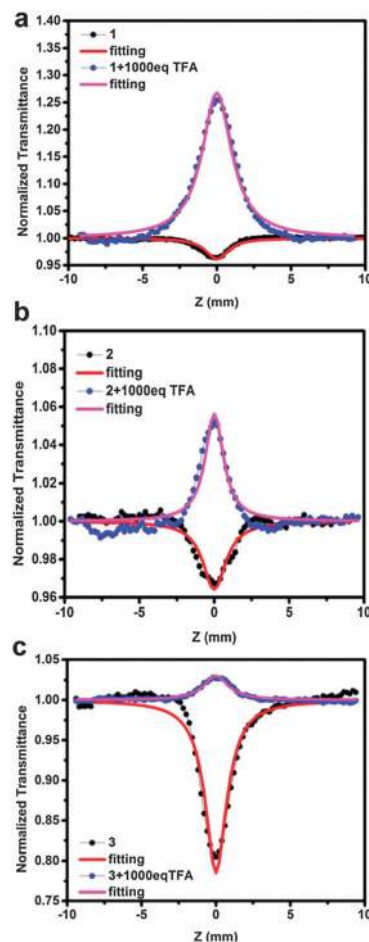 a
1.40
1.35
1.30
1.25
1.20
1.15
1.10
1.05
1.00
0.95
Normalized Transmittance
1
fitting
1+1000eq TFA
fitting
-10 -5 0 5 10
Z (mm)
b
1.10
1.08
1.06
1.04
1.02
1.00
0.98
0.96
Normalized Transmittance
2
fitting
2+1000eq TFA
fitting
-10 -5 0 5 10
Z (mm)
c
1.05
1.00
0.95
0.90
0.85
0.80
0.75
Normalized Transmittance
3
fitting
3+1000eqTFA
fitting
-10 -5 0 5 10
Z (mm)